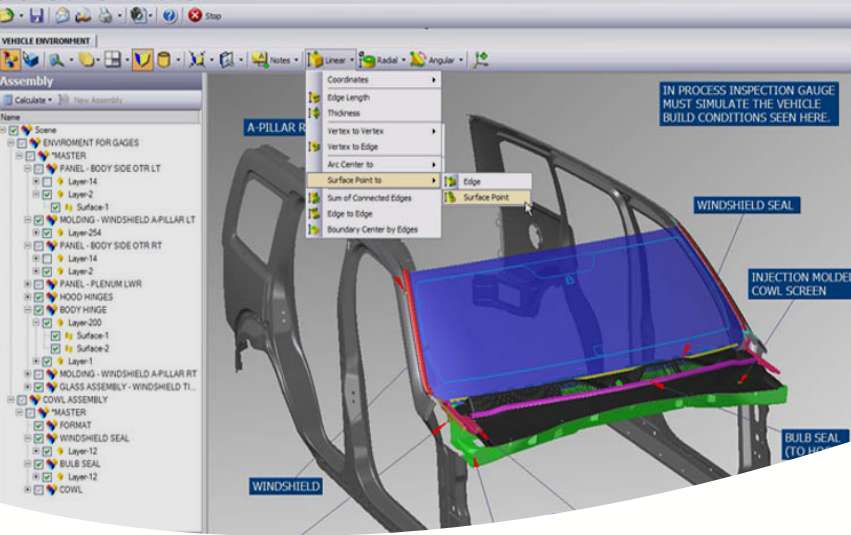 Stop
VEHICLE ENVIRONMENT
Notes
Linear
Radial
Angular
Assembly
Calculate
New Assembly
Name
Scene
ENVIROMENT FOR GAGES
*MASTER
PANEL - BODY SIDE OTR LT
Layer-14
Layer-2
Surface-1
MOLDING - WINDSHIELD A-PILLAR LT
Layer-254
PANEL - BODY SIDE OTR RT
Layer-14
Layer-2
PANEL - PLENUM LWR
HOOD HINGES
BODY HINGE
Layer-200
Surface-1
Surface-2
Layer-1
MOLDING - WINDSHIELD A-PILLAR RT
GLASS ASSEMBLY - WINDSHIELD TI...
COWL ASSEMBLY
*MASTER
FORMAT
WINDSHIELD SEAL
Layer-12
BULB SEAL
Layer-12
COWL
Coordinates
Edge Length
Thickness
Vertex to Vertex
Vertex to Edge
Arc Center to
Surface Point to
Sum of Connected Edges
Edge to Edge
Boundary Center by Edges
Edge
Surface Point
A-PILLAR R
IN PROCESS INSPECTION GAUGE
MUST SIMULATE THE VEHICLE
BUILD CONDITIONS SEEN HERE.
WINDSHIELD SEAL
INJECTION MOLDE
COWL SCREEN
BULB SEAL
(TO HO
WINDSHIELD